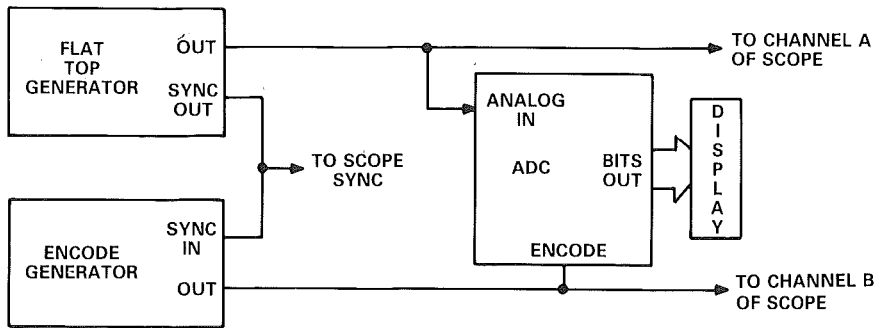 FLAT
TOP
GENERATOR
OUT
SYNC
OUT
TO CHANNEL A
OF SCOPE
ANALOG
IN
ADC
BITS
OUT
ENCODE
DISPLAY
TO SCOPE
SYNC
ENCODE
GENERATOR
SYNC
IN
OUT
TO CHANNEL B
OF SCOPE